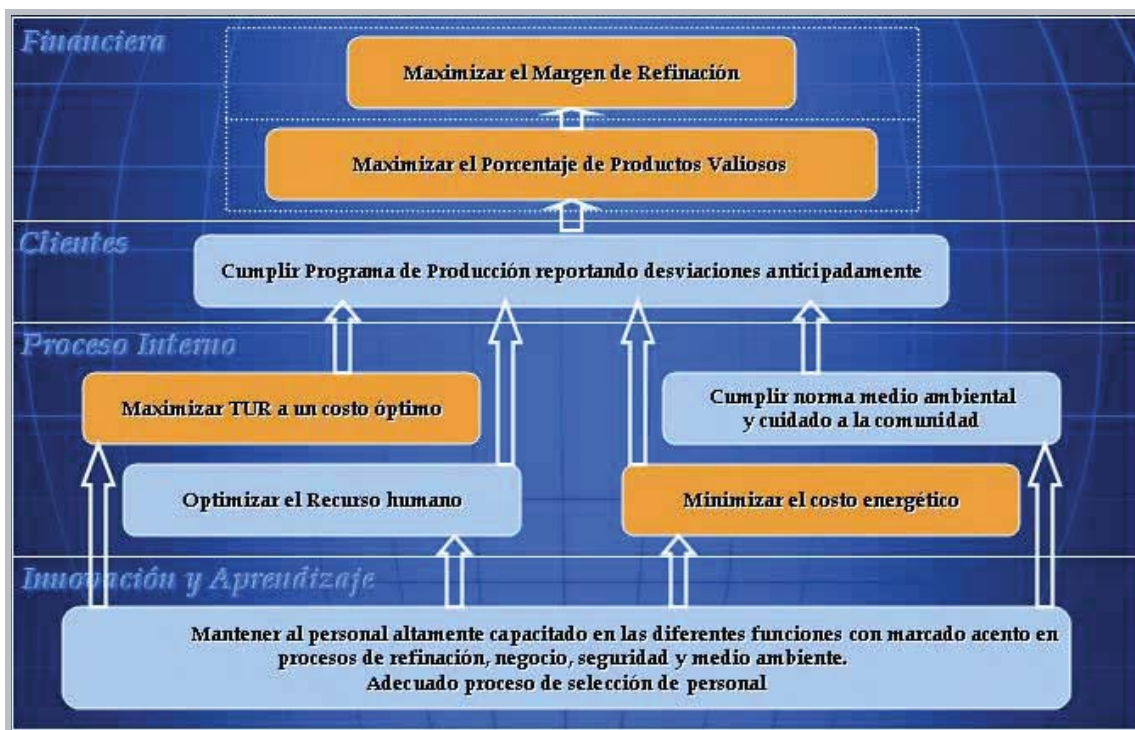 Financiera
Maximizar el Margen de Refinación
Maximizar el Porcentaje de Productos Valiosos
Clientes
Cumplir Programa de Producción reportando desviaciones anticipadamente
Proceso Interno
Maximizar TUR a un costo óptimo
Cumplir norma medio ambiental
y cuidado a la comunidad
Optimizar el Recurso humano
Minimizar el costo energético
Innovación y Aprendizaje
Mantener al personal altamente capacitado en las diferentes funciones con marcado acento en
procesos de refinación, negocio, seguridad y medio ambiente.
Adecuado proceso de selección de personal